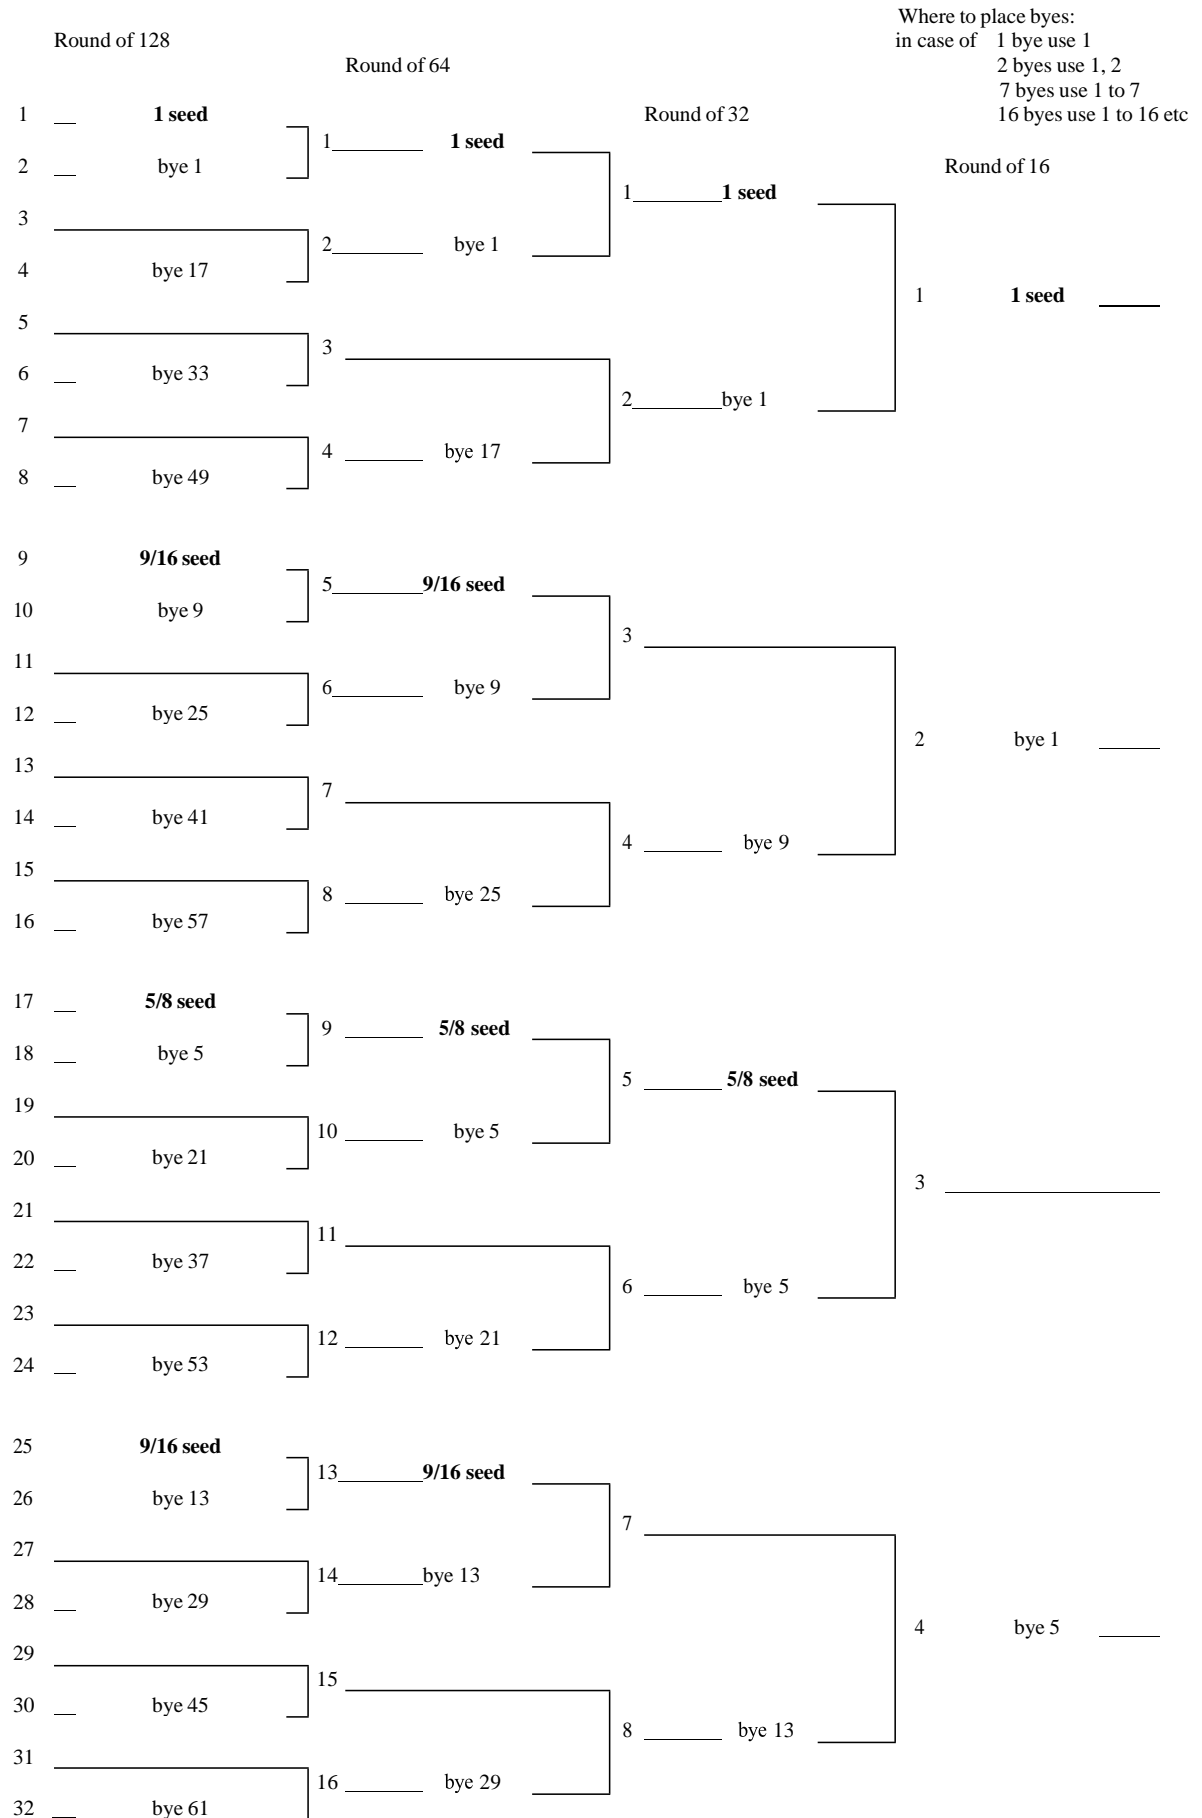 Where to place byes:
Round of 128
in case of 1 bye use 1
Round of 64
2 byes use 1, 2
7 byes use 1 to 7
1 1 seed
Round of 32
16 byes use 1 to 16 etc
1 1 seed
2 bye 1
Round of 16
1 1 seed
3
2 bye 1
4 bye 17
1 1 seed
5
3
6 bye 33
2 bye 1
7
4 bye 17
8 bye 49
9 9/16 seed
5 9/16 seed
10 bye 9
3
11
6 bye 9
12 bye 25
2 bye 1
13
7
14 bye 41
4 bye 9
15
8 bye 25
16 bye 57
17 5/8 seed
9 5/8 seed
18 bye 5
5 5/8 seed
19
10 bye 5
20 bye 21
3
21
11
22 bye 37
6 bye 5
23
12 bye 21
24 bye 53
25 9/16 seed
13 9/16 seed
26 bye 13
7
27
14 bye 13
28 bye 29
4 bye 5
29
15
30 bye 45
8 bye 13
31
16 bye 29
32 bye 61